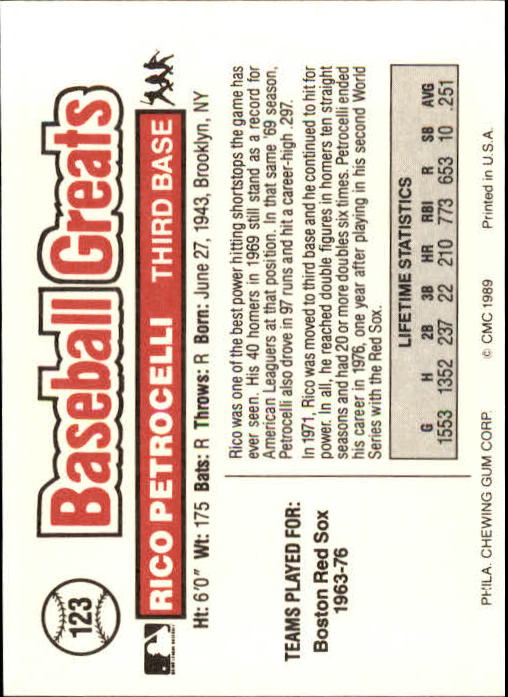 123
Baseball Greats
RICO PETROCELLI THIRD BASE
Ht: 6'0" Wt: 175 Bats: R Throws: R Born: June 27, 1943, Brooklyn, NY
TEAMS PLAYED FOR:
Boston Red Sox
1963-76
Rico was one of the best power hitting shortstops the game has
ever seen. His 40 homers in 1969 still stand as a record for
American Leaguers at that position. In that same '69 season,
Petrocelli also drove in 97 runs and hit a career-high .297.
In 1971, Rico was moved to third base and he continued to hit for
power. In all, he reached double figures in homers ten straight
seasons and had 20 or more doubles six times. Petrocelli ended
his career in 1976, one year after playing in his second World
Series with the Red Sox.
LIFETIME STATISTICS
G H 2B 3B HR RBI R SB AVG
1553 1352 237 22 210 773 653 10 .251
PHILA. CHEWING GUM CORP. © CMC 1989 Printed in U.S.A.